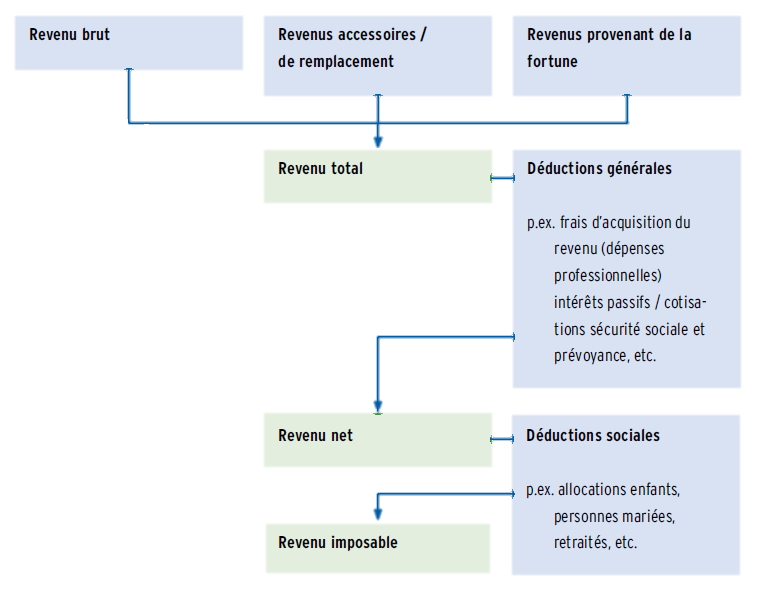 Revenu brut
Revenus accessoires /
de remplacement
Revenus provenant de la
fortune
Revenu total
Déductions générales
p.ex. frais d'acquisition du
revenu (dépenses
professionnelles)
intérêts passifs / cotisa-
tions sécurité sociale et
prévoyance, etc.
Revenu net
Déductions sociales
p.ex. allocations enfants,
personnes mariées,
retraités, etc.
Revenu imposable